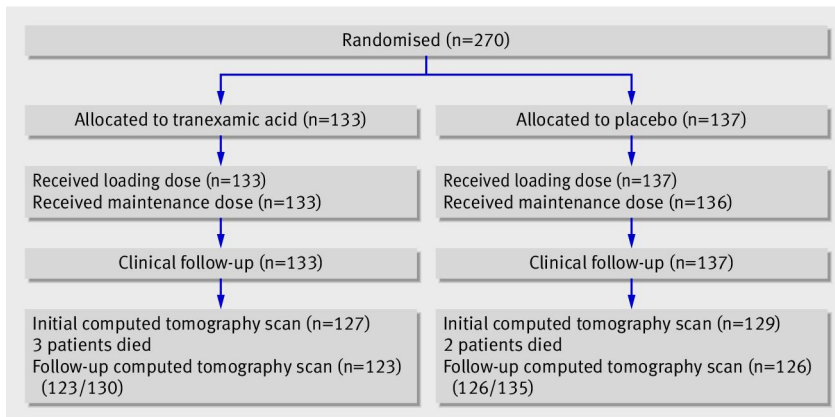 Randomised (n=270)
Allocated to tranexamic acid (n=133)
Allocated to placebo (n=137)
Received loading dose (n=133)
Received maintenance dose (n=133)
Received loading dose (n=137)
Received maintenance dose (n=136)
Clinical follow-up (n=133)
Clinical follow-up (n=137)
Initial computed tomography scan (n=127)
3 patients died
Follow-up computed tomography scan (n=123)
(123/130)
Initial computed tomography scan (n=129)
2 patients died
Follow-up computed tomography scan (n=126)
(126/135)